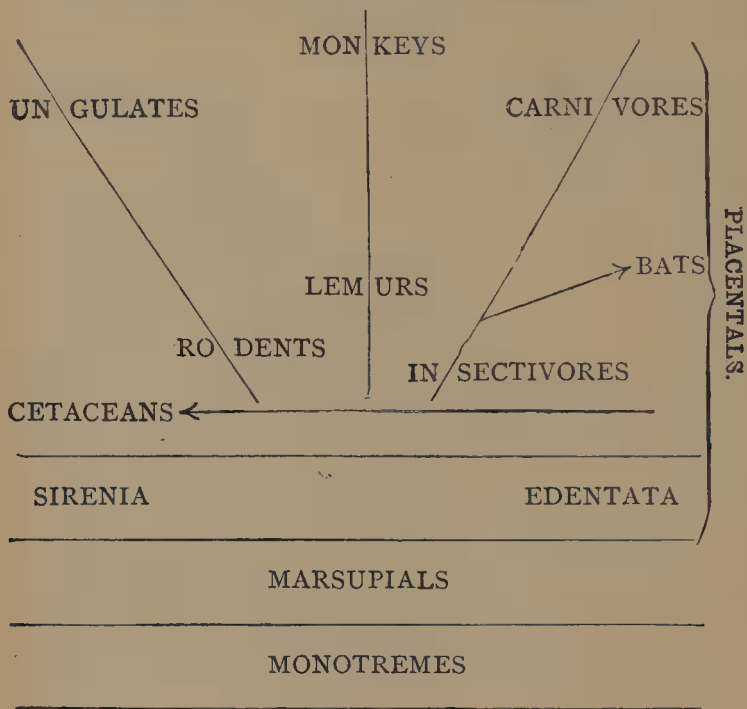 MONKEYS
UNGULATES
CARNIVORES
BATS
LEMURS
RODENTS
INSECTIVORES
CETACEANS
SIRENIA
EDENTATA
PLACENTALS.
MARSUPIALS
MONOTREMES